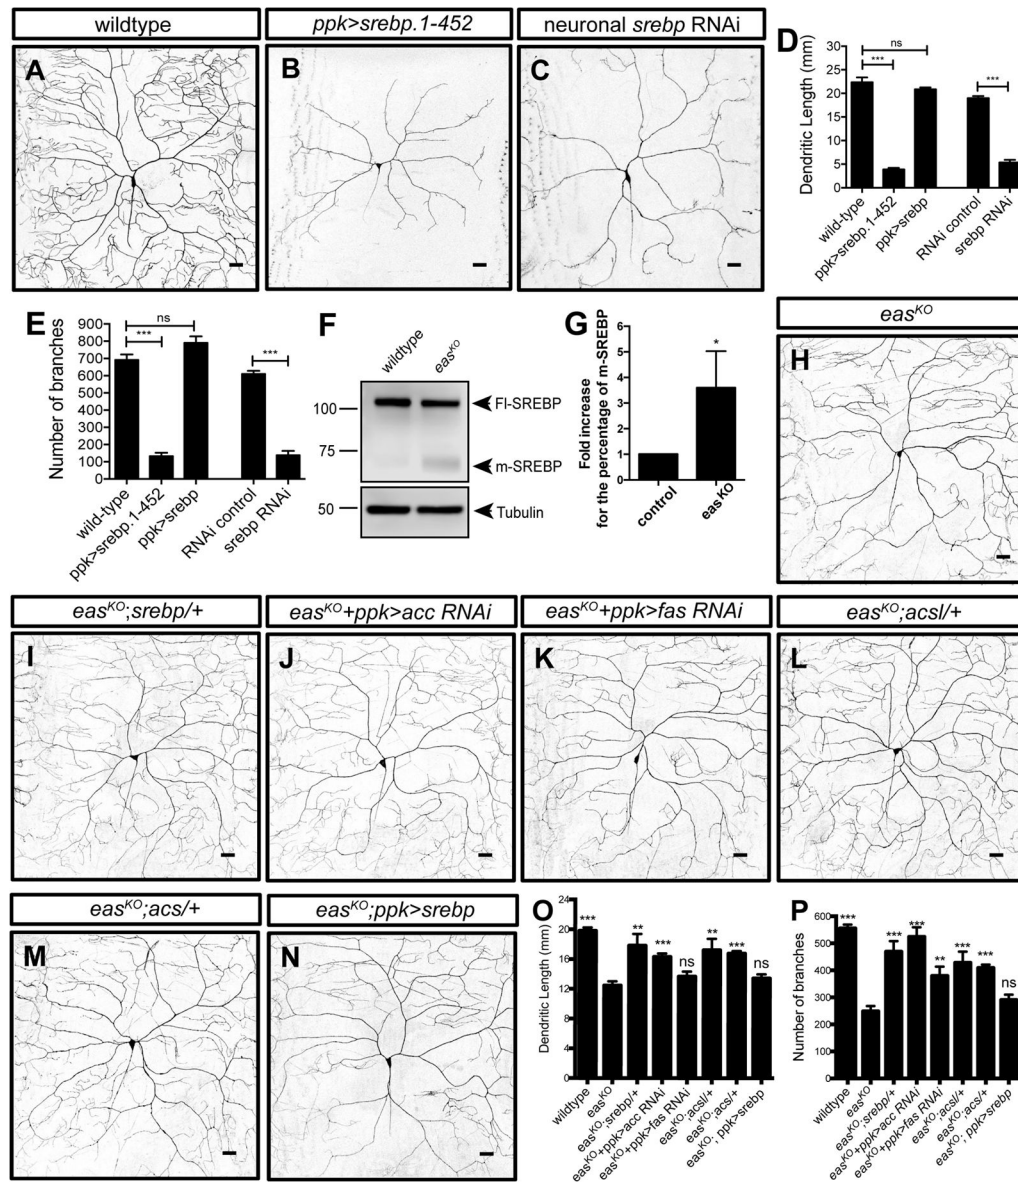 wildtype
ppk>srebp.1-452
neuronal srebp RNAi
A
B
C
D
Dendritic Length (mm)
25
20
15
10
5
0
ns
***
***
wild-type
ppk>srebp.1-452
ppk>srebp
RNAi control
srebp RNAi
E
Number of branches
900
800
700
600
500
400
300
200
100
0
ns
***
***
wild-type
ppk>srebp.1-452
ppk>srebp
RNAi control
srebp RNAi
F
wildtype
easKO
100
75
50
Fl-SREBP
m-SREBP
Tubulin
G
Fold increase
for the percentage of m-SREBP
6
5
4
3
2
1
0
*
control
easKO
easKO
H
easKO;srebp/+
easKO+ppk>acc RNAi
easKO+ppk>fas RNAi
easKO;acsl/+
I
J
K
L
easKO;acs/+
easKO;ppk>srebp
M
N
O
Dendritic Length (mm)
24
20
16
12
8
4
0
***
**
***
ns
**
***
ns
wildtype
easKO
easKO;srebp/+
easKO+ppk>acc RNAi
easKO+ppk>fas RNAi
easKO;acsl/+
easKO;acs/+
easKO; ppk>srebp
P
Number of branches
600
500
400
300
200
100
0
***
***
***
**
***
***
ns
wildtype
easKO
easKO;srebp/+
easKO+ppk>acc RNAi
easKO+ppk>fas RNAi
easKO;acsl/+
easKO;acs/+
easKO; ppk>srebp